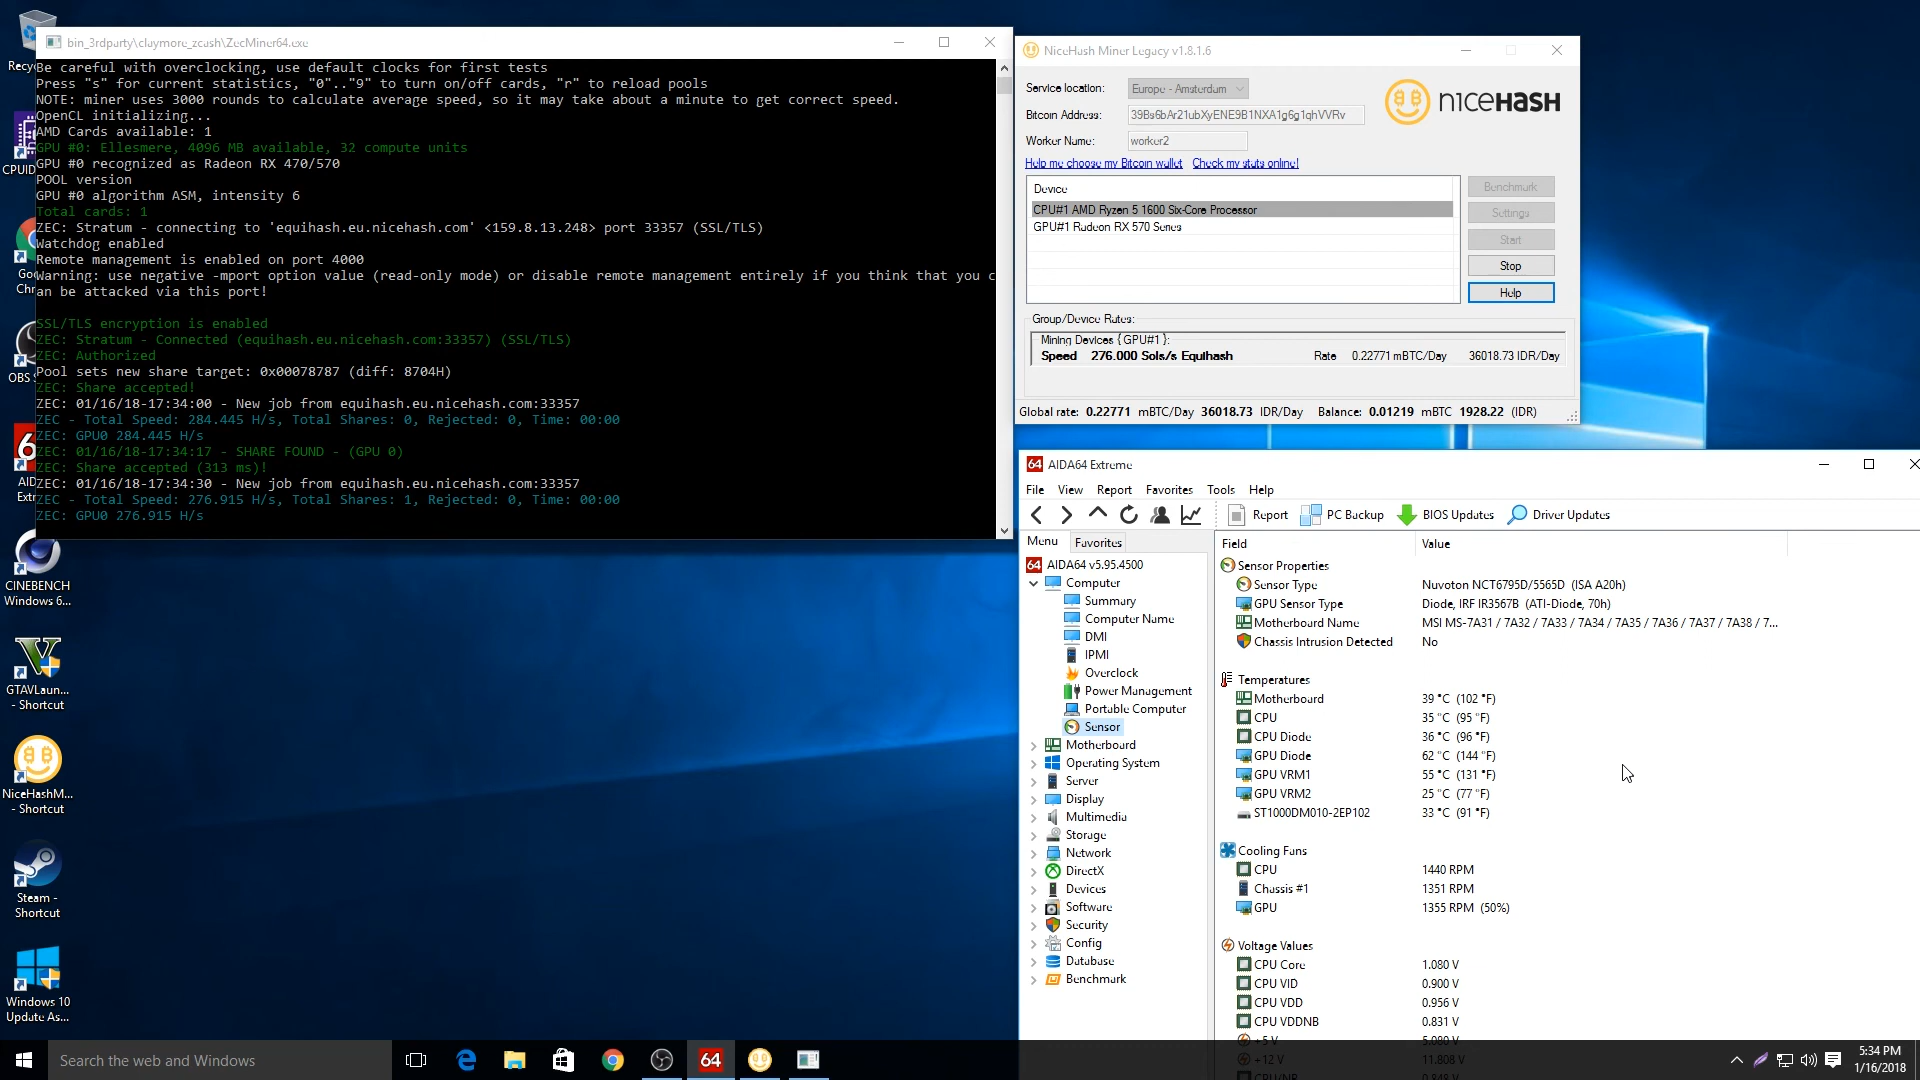 bin_3rdparty\claymore_zcash\ZecMiner64.exe
Be careful with overclocking, use default clocks for first tests
Press "s" for current statistics, "0".."9" to turn on/off cards, "r" to reload pools
NOTE: miner uses 3000 rounds to calculate average speed, so it may take about a minute to get correct speed.
OpenCL initializing...
AMD Cards available: 1
GPU #0: Ellesmere, 4096 MB available, 32 compute units
GPU #0 recognized as Radeon RX 470/570
POOL version
GPU #0 algorithm ASM, intensity 6
Total cards: 1
ZEC: Stratum - connecting to 'equihash.eu.nicehash.com' <159.8.13.248> port 33357 (SSL/TLS)
Watchdog enabled
Remote management is enabled on port 4000
Warning: use negative -mport option value (read-only mode) or disable remote management entirely if you think that you c
an be attacked via this port!
SSL/TLS encryption is enabled
ZEC: Stratum - Connected (equihash.eu.nicehash.com:33357) (SSL/TLS)
ZEC: Authorized
Pool sets new share target: 0x00078787 (diff: 8704H)
ZEC: Share accepted!
ZEC: 01/16/18-17:34:00 - New job from equihash.eu.nicehash.com:33357
ZEC - Total Speed: 284.445 H/s, Total Shares: 0, Rejected: 0, Time: 00:00
ZEC: GPU0 284.445 H/s
ZEC: 01/16/18-17:34:17 - SHARE FOUND - (GPU 0)
ZEC: Share accepted (313 ms)!
ZEC: 01/16/18-17:34:30 - New job from equihash.eu.nicehash.com:33357
ZEC - Total Speed: 276.915 H/s, Total Shares: 1, Rejected: 0, Time: 00:00
ZEC: GPU0 276.915 H/s
NiceHash Miner Legacy v1.8.1.6
Service location: Europe - Amsterdam
Bitcoin Address: 39Bs6bAr21ubXyENE9B1NXA1g6g1qhVVRv
Worker Name: worker2
NICEHASH
Help me choose my Bitcoin wallet Check my stats online!
Device
CPU#1 AMD Ryzen 5 1600 Six-Core Processor
GPU#1 Radeon RX 570 Series
Benchmark
Settings
Start
Stop
Help
Group/Device Rates:
Mining Devices { GPU#1 }:
Speed 276.000 Sols/s Equihash Rate 0.22771 mBTC/Day 36018.73 IDR/Day
Global rate: 0.22771 mBTC/Day 36018.73 IDR/Day Balance: 0.01219 mBTC 1928.22 (IDR)
64 AIDA64 Extreme
File View Report Favorites Tools Help
Report PC Backup BIOS Updates Driver Updates
Menu Favorites
64 AIDA64 v5.95.4500
Computer
Summary
Computer Name
DMI
IPMI
Overclock
Power Management
Portable Computer
Sensor
Motherboard
Operating System
Server
Display
Multimedia
Storage
Network
DirectX
Devices
Software
Security
Config
Database
Benchmark
Field Value
Sensor Properties
Sensor Type Nuvoton NCT6795D/5565D (ISA A20h)
GPU Sensor Type Diode, IRF IR3567B (ATI-Diode, 70h)
Motherboard Name MSI MS-7A31 / 7A32 / 7A33 / 7A34 / 7A35 / 7A36 / 7A37 / 7A38 / 7...
Chassis Intrusion Detected No
Temperatures
Motherboard 39 °C (102 °F)
CPU 35 °C (95 °F)
CPU Diode 36 °C (96 °F)
GPU Diode 62 °C (144 °F)
GPU VRM1 55 °C (131 °F)
GPU VRM2 25 °C (77 °F)
ST1000DM010-2EP102 33 °C (91 °F)
Cooling Fans
CPU 1440 RPM
Chassis #1 1351 RPM
GPU 1355 RPM (50%)
Voltage Values
CPU Core 1.080 V
CPU VID 0.900 V
CPU VDD 0.956 V
CPU VDDNB 0.831 V
+5 V 5.080 V
+12 V 11.808 V
CPU/NB 0.848 V
Recyc
CPUID
Goo
Chr
OBS S
6
AID
Extr
CINEBENCH
Windows 6...
GTAVLaun...
- Shortcut
NiceHashM...
- Shortcut
Steam -
Shortcut
Windows 10
Update As...
Search the web and Windows
64
5:34 PM
1/16/2018